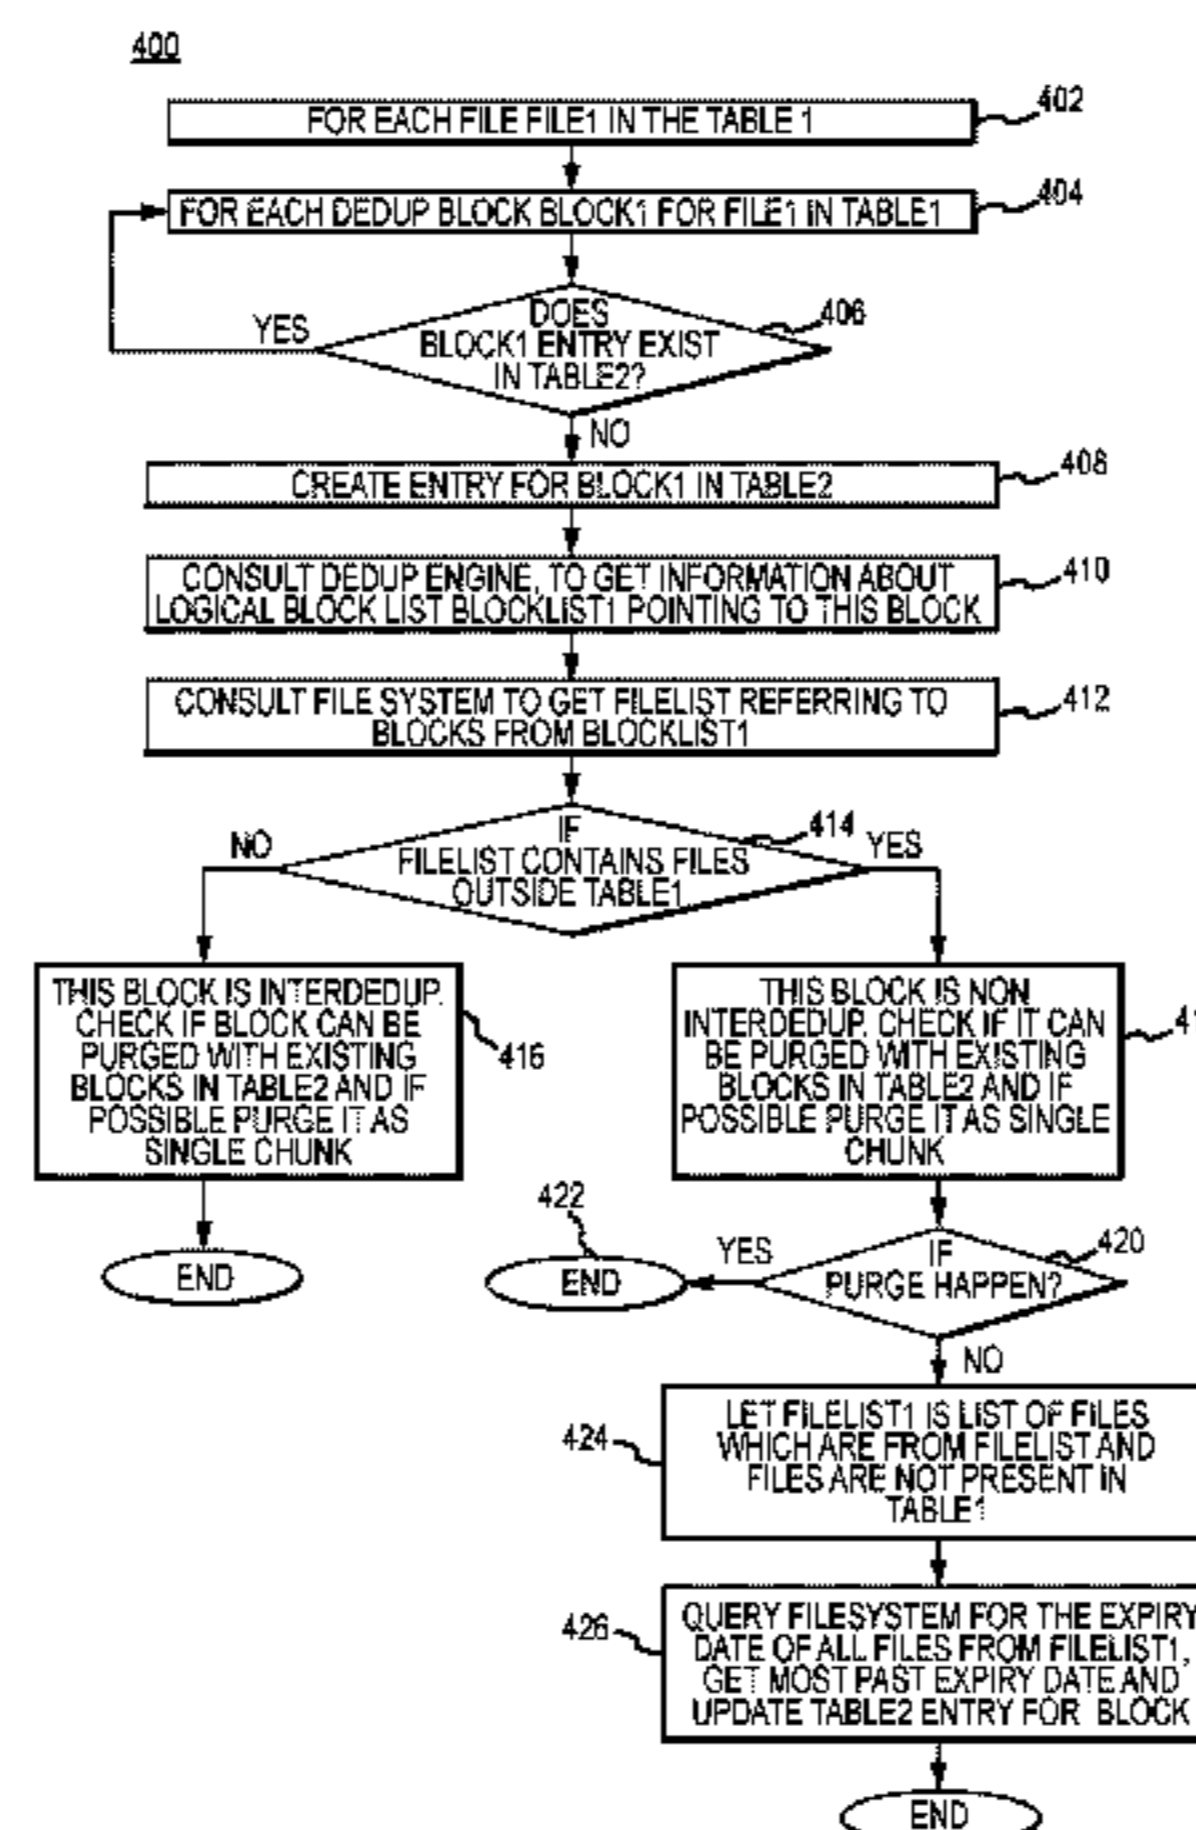 400
FOR EACH FILE FILE1 IN THE TABLE 1
402
FOR EACH DEDUP BLOCK BLOCK1 FOR FILE1 IN TABLE1
404
DOES
BLOCK1 ENTRY EXIST
IN TABLE2?
406
YES
NO
CREATE ENTRY FOR BLOCK1 IN TABLE2
408
CONSULT DEDUP ENGINE, TO GET INFORMATION ABOUT
LOGICAL BLOCK LIST BLOCKLIST1 POINTING TO THIS BLOCK
410
CONSULT FILE SYSTEM TO GET FILELIST REFERRING TO
BLOCKS FROM BLOCKLIST1
412
IF
FILELIST CONTAINS FILES
OUTSIDE TABLE1
414
NO
YES
THIS BLOCK IS INTERDEDUP.
CHECK IF BLOCK CAN BE
PURGED WITH EXISTING
BLOCKS IN TABLE2 AND IF
POSSIBLE PURGE IT AS
SINGLE CHUNK
416
THIS BLOCK IS NON
INTERDEDUP. CHECK IF IT CAN
BE PURGED WITH EXISTING
BLOCKS IN TABLE2 AND IF
POSSIBLE PURGE IT AS SINGLE
CHUNK
END
422
END
YES
IF
PURGE HAPPEN?
420
NO
LET FILELIST1 IS LIST OF FILES
WHICH ARE FROM FILELIST AND
FILES ARE NOT PRESENT IN
TABLE1
424
QUERY FILESYSTEM FOR THE EXPIRY
DATE OF ALL FILES FROM FILELIST1,
GET MOST PAST EXPIRY DATE AND
UPDATE TABLE2 ENTRY FOR BLOCK
426
END